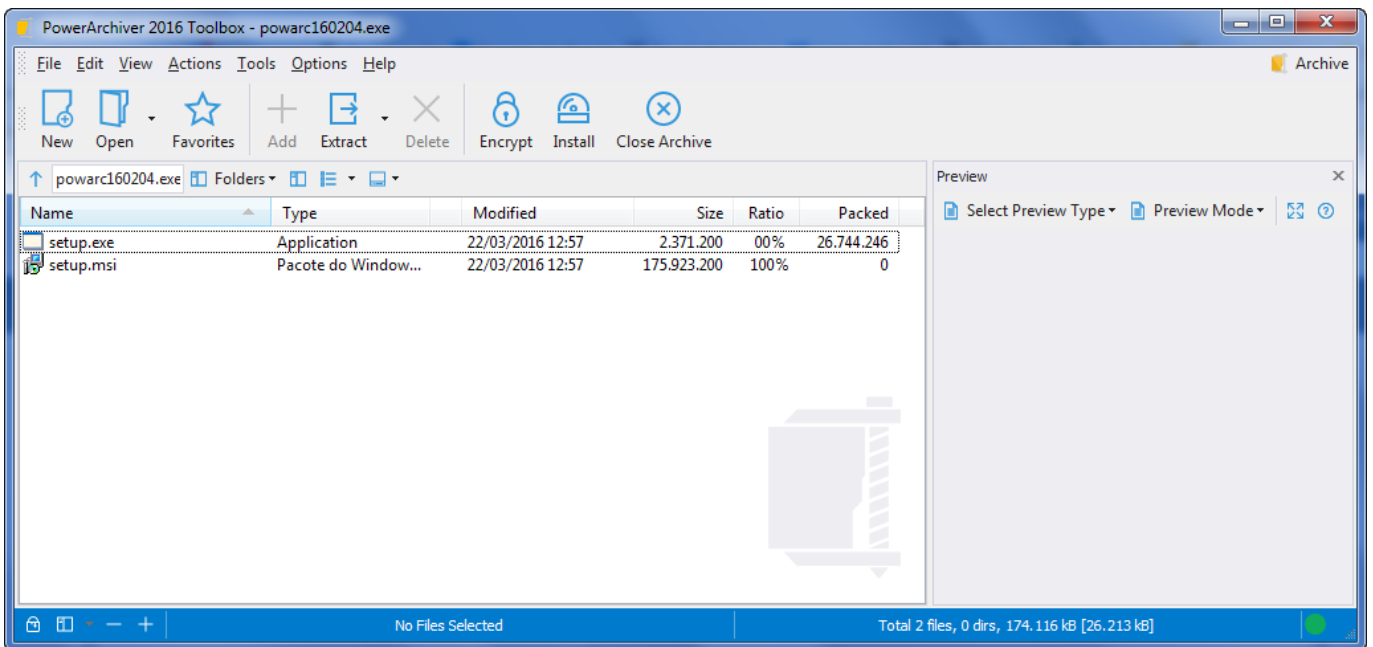 PowerArchiver 2016 Toolbox - powarc160204.exe
File Edit View Actions Tools Options Help Archive
New Open Favorites Add Extract Delete Encrypt Install Close Archive
powarc160204.exe Folders
Preview
Select Preview Type Preview Mode
Name Type Modified Size Ratio Packed
setup.exe Application 22/03/2016 12:57 2.371.200 00% 26.744.246
setup.msi Pacote do Window... 22/03/2016 12:57 175.923.200 100% 0
No Files Selected Total 2 files, 0 dirs, 174.116 kB [26.213 kB]